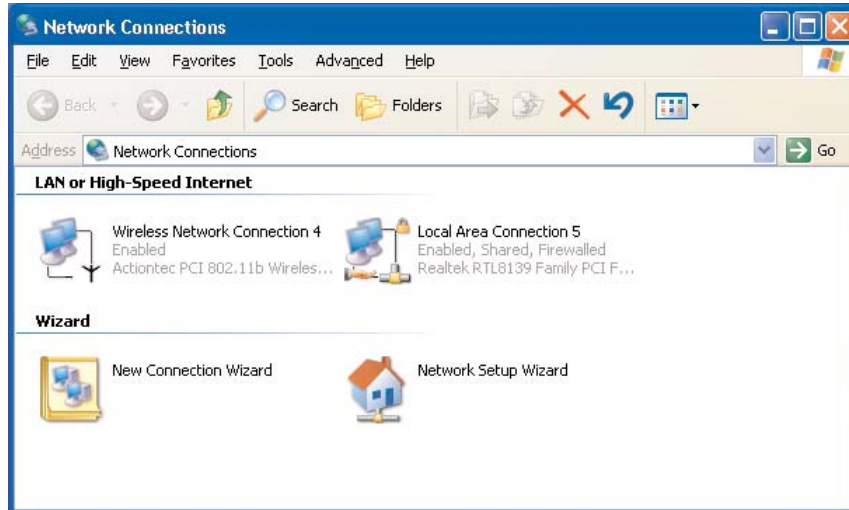 Network Connections
File Edit View Favorites Tools Advanced Help
Back Search Folders
Address Network Connections Go
LAN or High-Speed Internet
Wireless Network Connection 4
Enabled
Actiontec PCI 802.11b Wireles...
Local Area Connection 5
Enabled, Shared, Firewalled
Realtek RTL8139 Family PCI F...
Wizard
New Connection Wizard
Network Setup Wizard